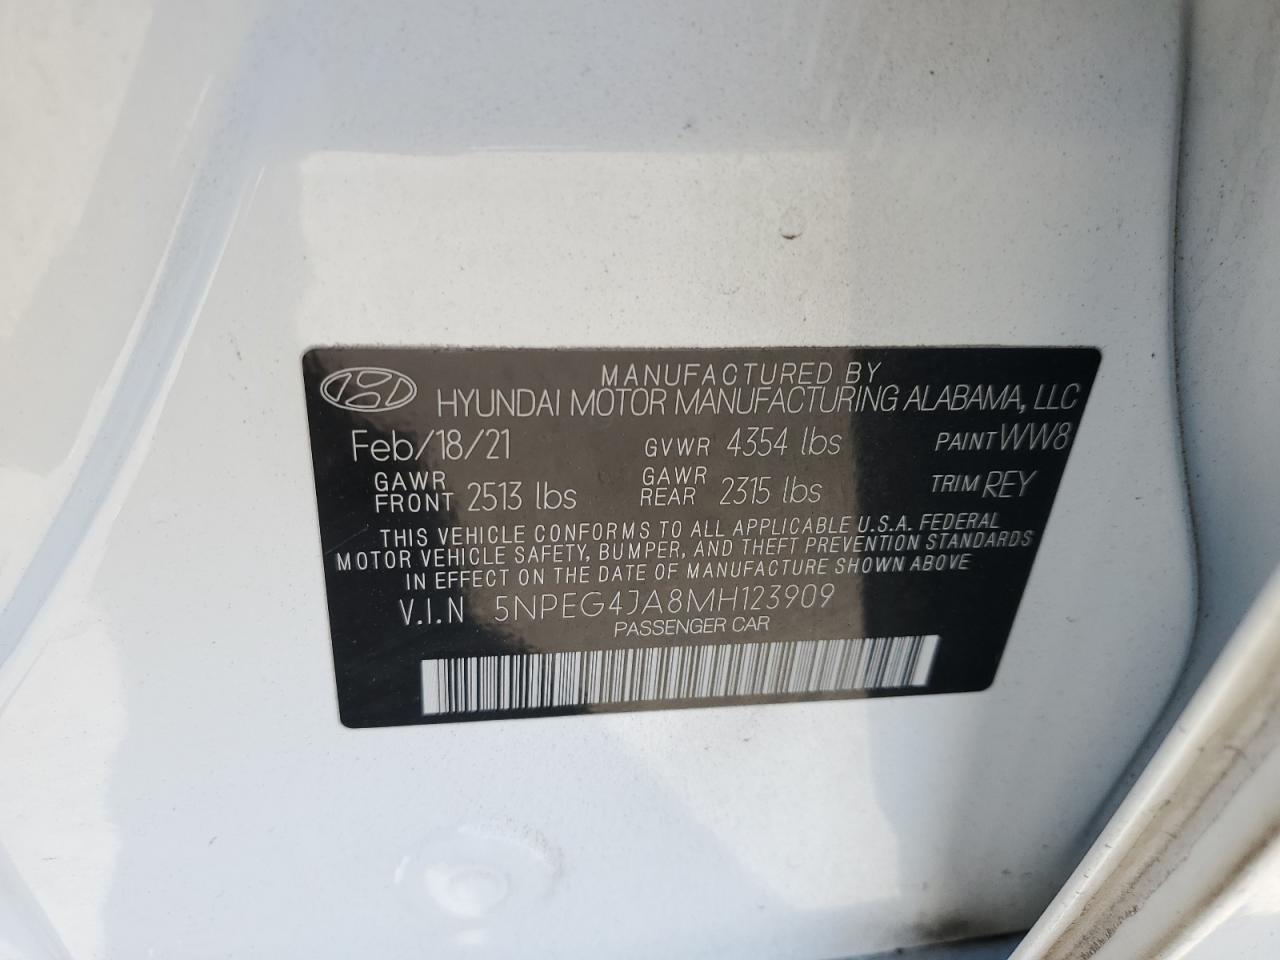 MANUFACTURED BY
HYUNDAI MOTOR MANUFACTURING ALABAMA, LLC
Feb/18/21 GVWR 4354 lbs PAINT WW8
GAWR FRONT 2513 lbs GAWR REAR 2315 lbs TRIM REY
THIS VEHICLE CONFORMS TO ALL APPLICABLE U.S.A. FEDERAL
MOTOR VEHICLE SAFETY, BUMPER, AND THEFT PREVENTION STANDARDS
IN EFFECT ON THE DATE OF MANUFACTURE SHOWN ABOVE
V.I.N 5NPEG4JA8MH123909
PASSENGER CAR